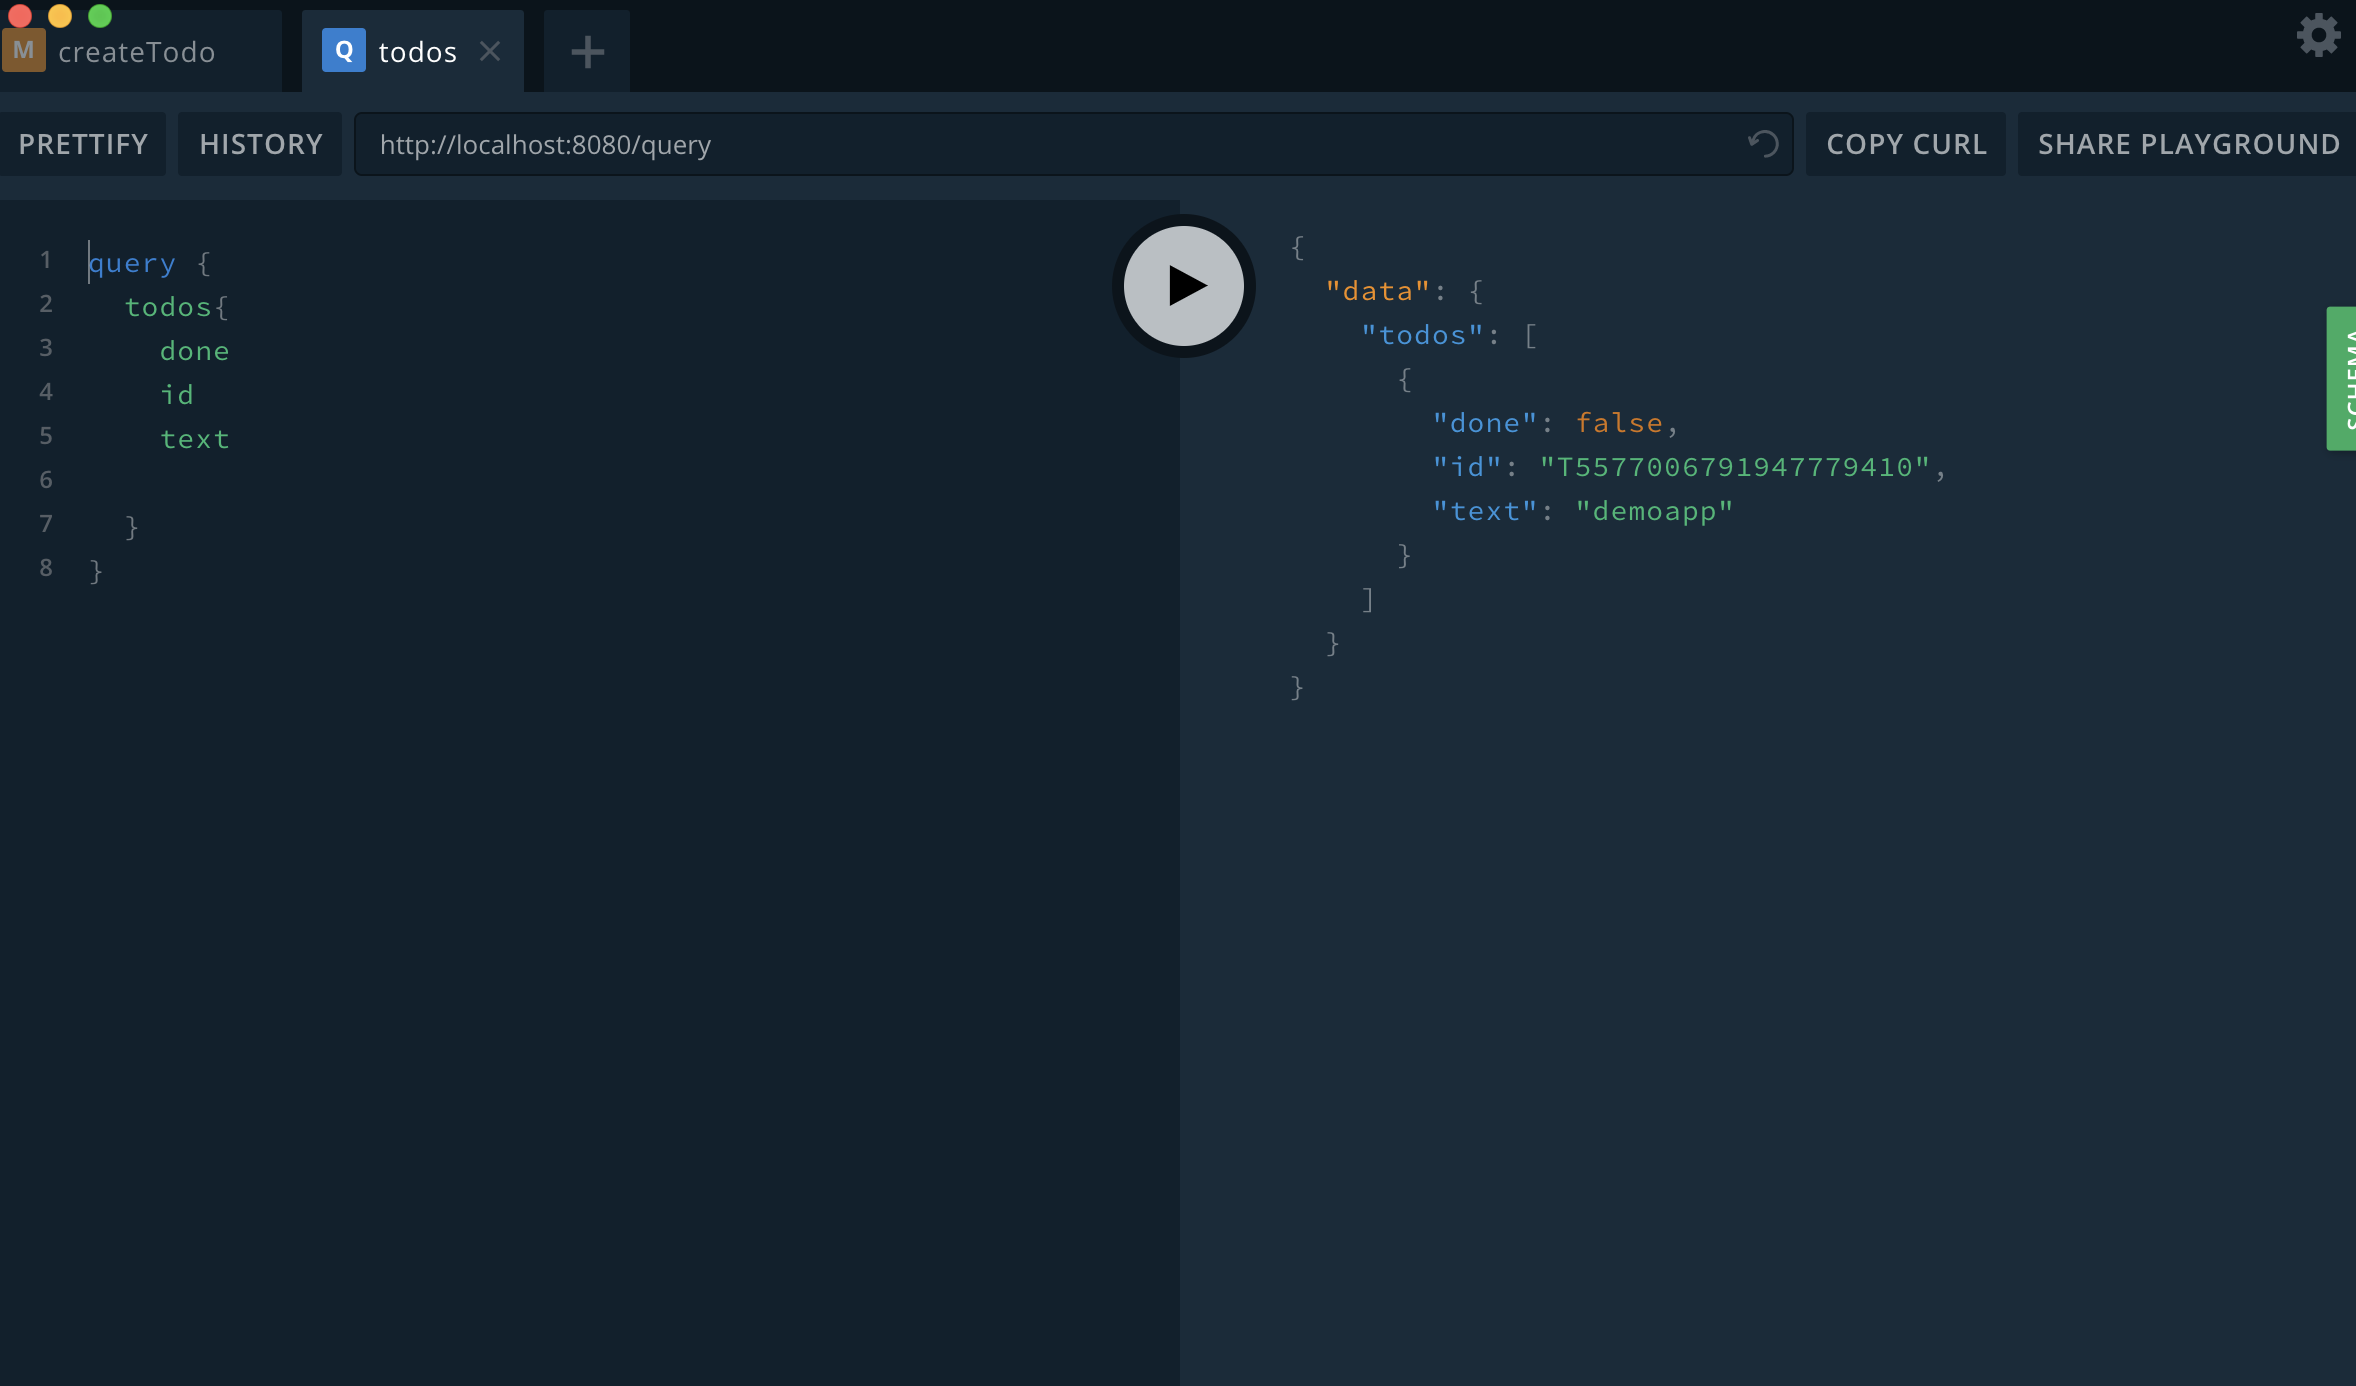 M createTodo
Q todos
PRETTIFY HISTORY http://localhost:8080/query COPY CURL SHARE PLAYGROUND
1 query {
2 todos{
3 done
4 id
5 text
6
7 }
8 }
{
"data": {
"todos": [
{
"done": false,
"id": "T5577006791947779410",
"text": "demoapp"
}
]
}
}
SCHEMA